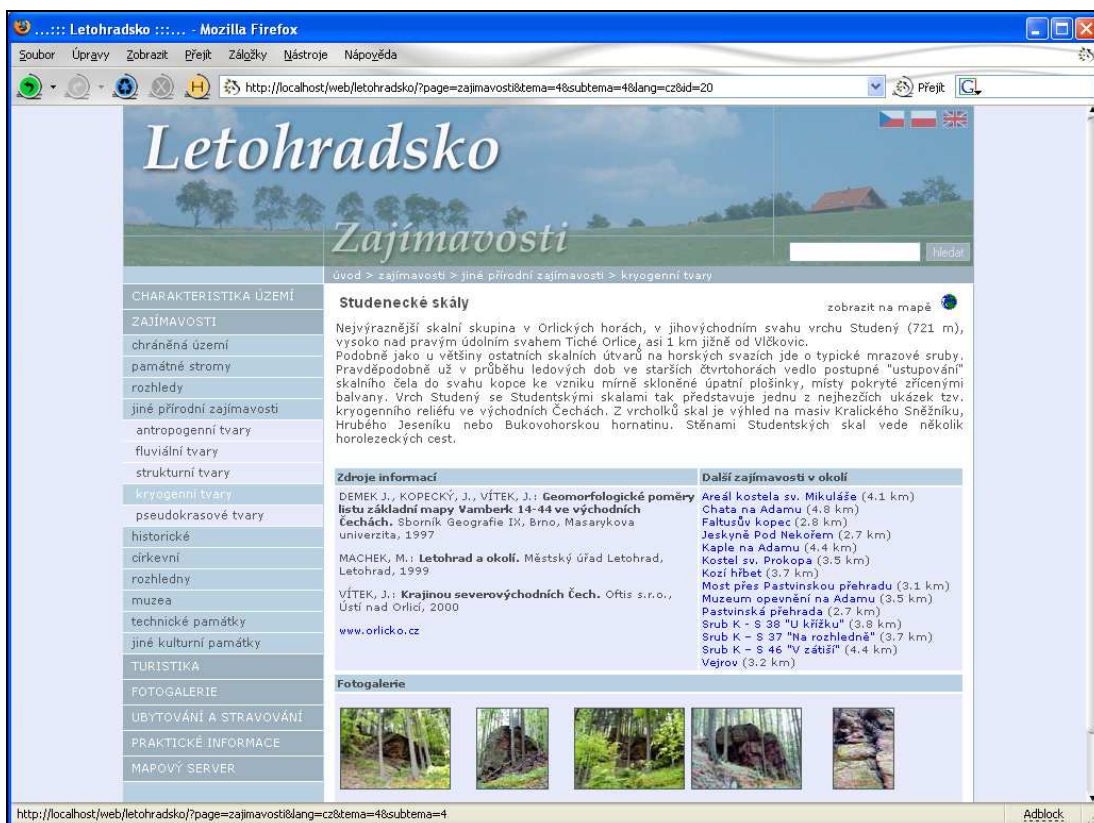 ...::: Letohradsko :::... - Mozilla Firefox
Soubor Úpravy Zobrazit Přejít Záložky Nástroje Nápověda
http://localhost/web/letohradsko/?page=zajimavosti&tema=4&subtema=4&lang=cz&id=20
Přejít
Letohradsko
Zajímavosti
hledat
úvod > zajímavosti > jiné přírodní zajímavosti > kryogenní tvary
CHARAKTERISTIKA ÚZEMÍ
ZAJÍMAVOSTI
chráněná území
památné stromy
rozhledy
jiné přírodní zajímavosti
antropogenní tvary
fluviální tvary
strukturní tvary
kryogenní tvary
pseudokrasové tvary
historické
církevní
rozhledny
muzea
technické památky
jiné kulturní památky
TURISTIKA
FOTOGALERIE
UBYTOVÁNÍ A STRAVOVÁNÍ
PRAKTICKÉ INFORMACE
MAPOVÝ SERVER
Studenecké skály
zobrazit na mapě
Nejvýraznější skalní skupina v Orlických horách, v jihovýchodním svahu vrchu Studený (721 m),
vysoko nad pravým údolním svahem Tiché Orlice, asi 1 km jižně od Vlčkovic.
Podobně jako u většiny ostatních skalních útvarů na horských svazích jde o typické mrazové sruby.
Pravděpodobně už v průběhu ledových dob ve starších čtvrtohorách vedlo postupné "ustupování"
skalního čela do svahu kopce ke vzniku mírně skloněné úpatní plošinky, místy pokryté zřícenými
balvany. Vrch Studený se Studentskými skalami tak představuje jednu z nejhezčích ukázek tzv.
kryogenního reliéfu ve východních Čechách. Z vrcholků skal je výhled na masiv Kralického Sněžníku,
Hrubého Jeseníku nebo Bukovohorskou hornatinu. Stěnami Studentských skal vede několik
horolezeckých cest.
Zdroje informací
DEMEK J., KOPECKÝ, J., VÍTEK, J.: Geomorfologické poměry
listu základní mapy Vamberk 14-44 ve východních
Čechách. Sborník Geografie IX, Brno, Masarykova
univerzita, 1997
MACHEK, M.: Letohrad a okolí. Městský úřad Letohrad,
Letohrad, 1999
VÍTEK, J.: Krajinou severovýchodních Čech. Oftis s.r.o.,
Ústí nad Orlicí, 2000
www.orlicko.cz
Další zajímavosti v okolí
Areál kostela sv. Mikuláše (4.1 km)
Chata na Adamu (4.8 km)
Faltusův kopec (2.8 km)
Jeskyně Pod Nekořem (2.7 km)
Kaple na Adamu (4.4 km)
Kostel sv. Prokopa (3.5 km)
Kozí hřbet (3.7 km)
Most přes Pastvinskou přehradu (3.1 km)
Muzeum opevnění na Adamu (3.5 km)
Pastvinská přehrada (2.7 km)
Srub K - S 38 "U křížku" (3.8 km)
Srub K – S 37 "Na rozhledně" (3.7 km)
Srub K – S 46 "V zátiší" (4.4 km)
Vejrov (3.2 km)
Fotogalerie
http://localhost/web/letohradsko/?page=zajimavosti&lang=cz&tema=4&subtema=4
Adblock